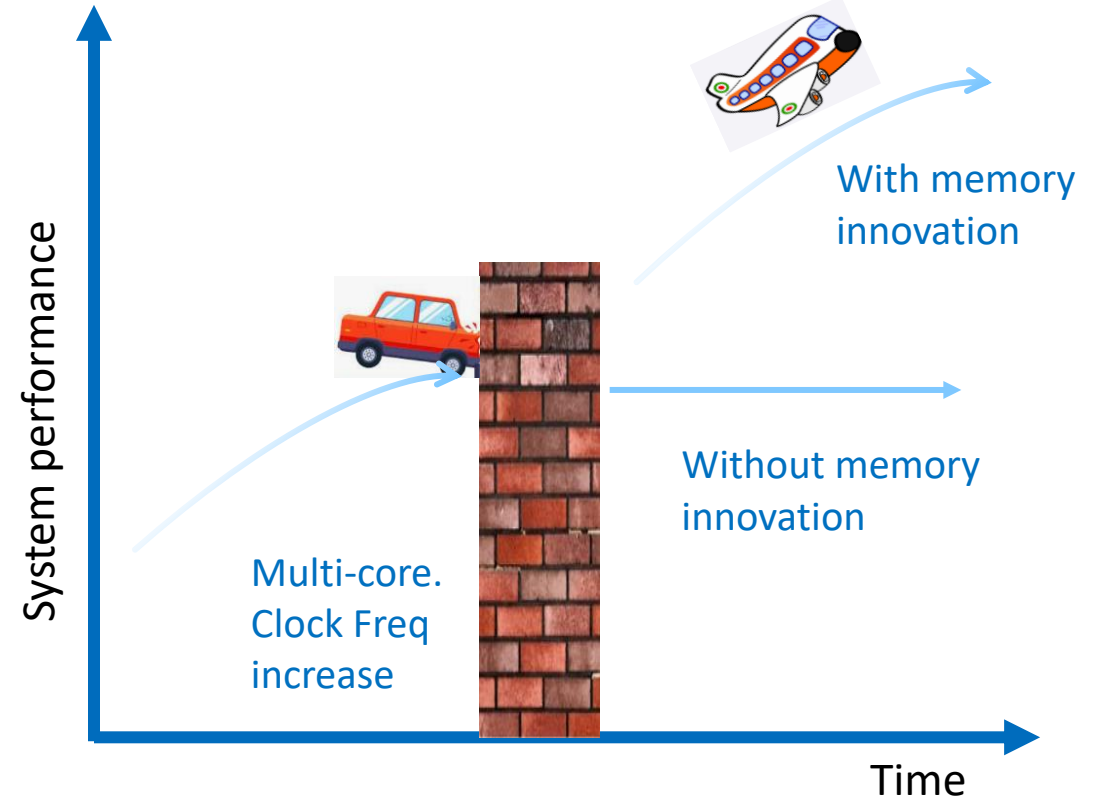 System performance
With memory
innovation
Without memory
innovation
Multi-core.
Clock Freq
increase
Time